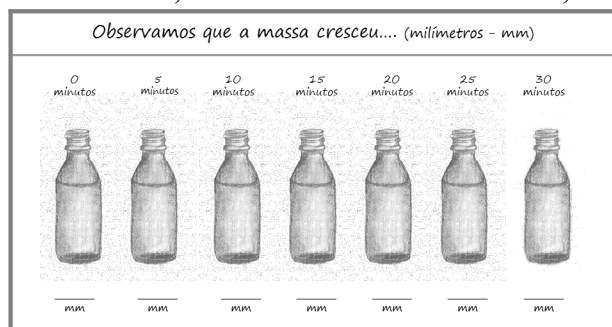 Observamos que a massa cresceu.... (milímetros - mm)
0 5 10 15 20 25 30
minutos minutos minutos minutos minutos minutos minutos
mm mm mm mm mm mm mm